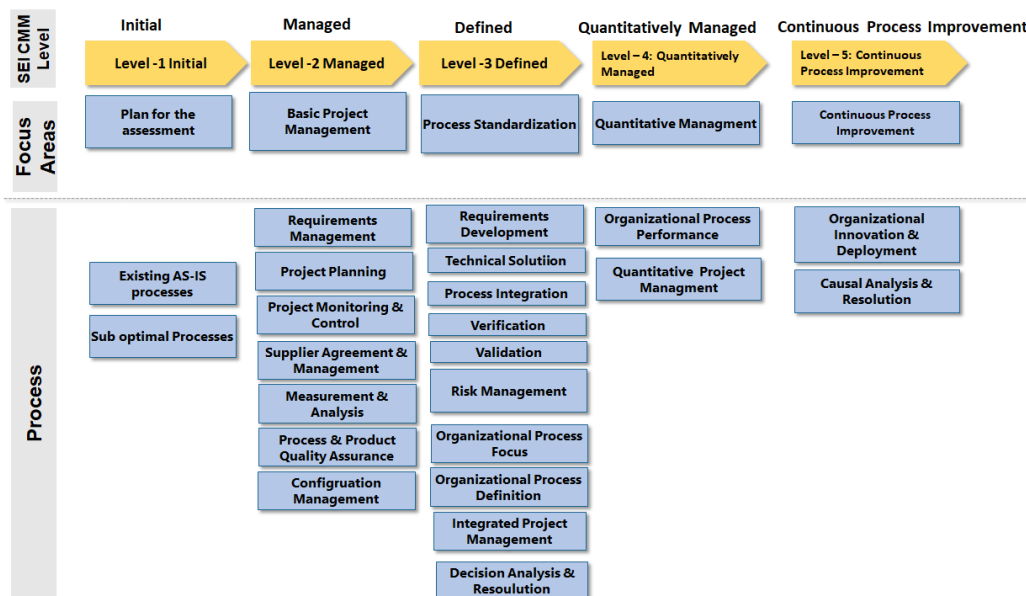 SEI CMM
Level
Initial
Managed
Defined
Quantitatively Managed
Continuous Process Improvement
Level -1 Initial
Level -2 Managed
Level -3 Defined
Level – 4: Quantitatively
Managed
Level – 5: Continuous
Process Improvement
Focus
Areas
Plan for the
assessment
Basic Project
Management
Process Standardization
Quantitative Managment
Continuous Process
Improvement
Process
Existing AS-IS
processes
Sub optimal Processes
Requirements
Management
Project Planning
Project Monitoring &
Control
Supplier Agreement &
Management
Measurement &
Analysis
Process & Product
Quality Assurance
Configruation
Management
Requirements
Development
Technical Solutiion
Process Integration
Verification
Validation
Risk Management
Organizational Process
Focus
Organizational Process
Definition
Integrated Project
Management
Decision Analysis &
Resoulution
Organizational Process
Performance
Quantitative Project
Managment
Organizational
Innovation &
Deployment
Causal Analysis &
Resolution